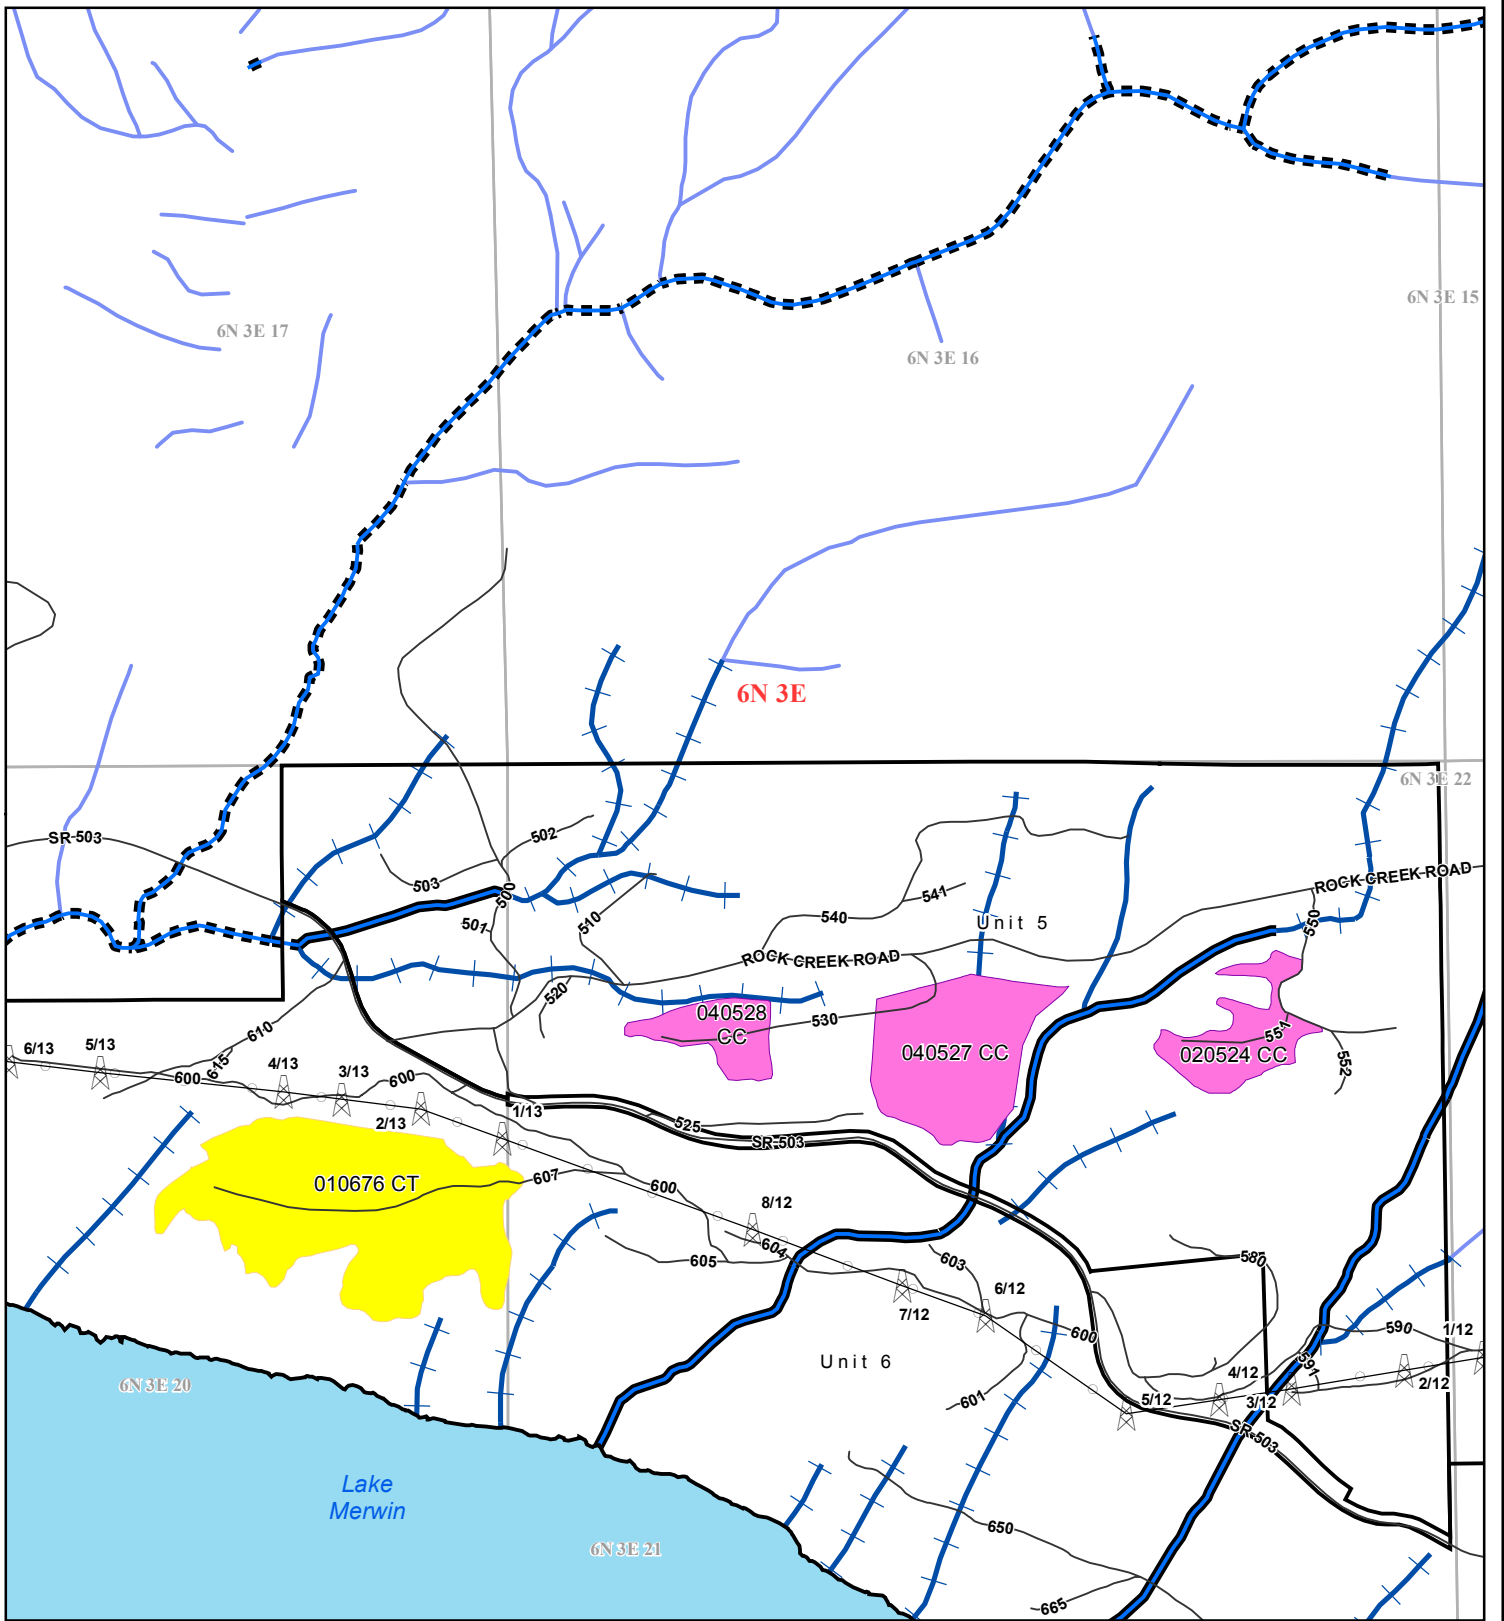 6N 3E 15
6N 3E 17
6N 3E 16
6N 3E
6N 3E 22
SR 503
502
503
500
501
510
541
540
Unit 5
ROCK CREEK ROAD
550
ROCK CREEK ROAD
520
530
040528
CC
040527 CC
551
020524 CC
552
610
615
6/13
5/13
4/13
3/13
600
600
2/13
1/13
525
SR 503
010676 CT
607
600
8/12
604
605
603
580
6/12
7/12
600
590
1/12
591
Unit 6
4/12
2/12
601
5/12
3/12
SR 503
6N 3E 20
Lake
Merwin
650
6N 3E 21
665